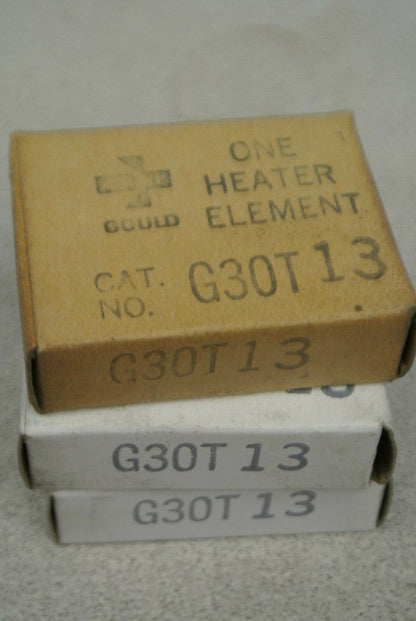 ONE
HEATER
ELEMENT
GOULD
CAT.
NO.
G30T 13
G30T 13
G30T 13
G30T 13